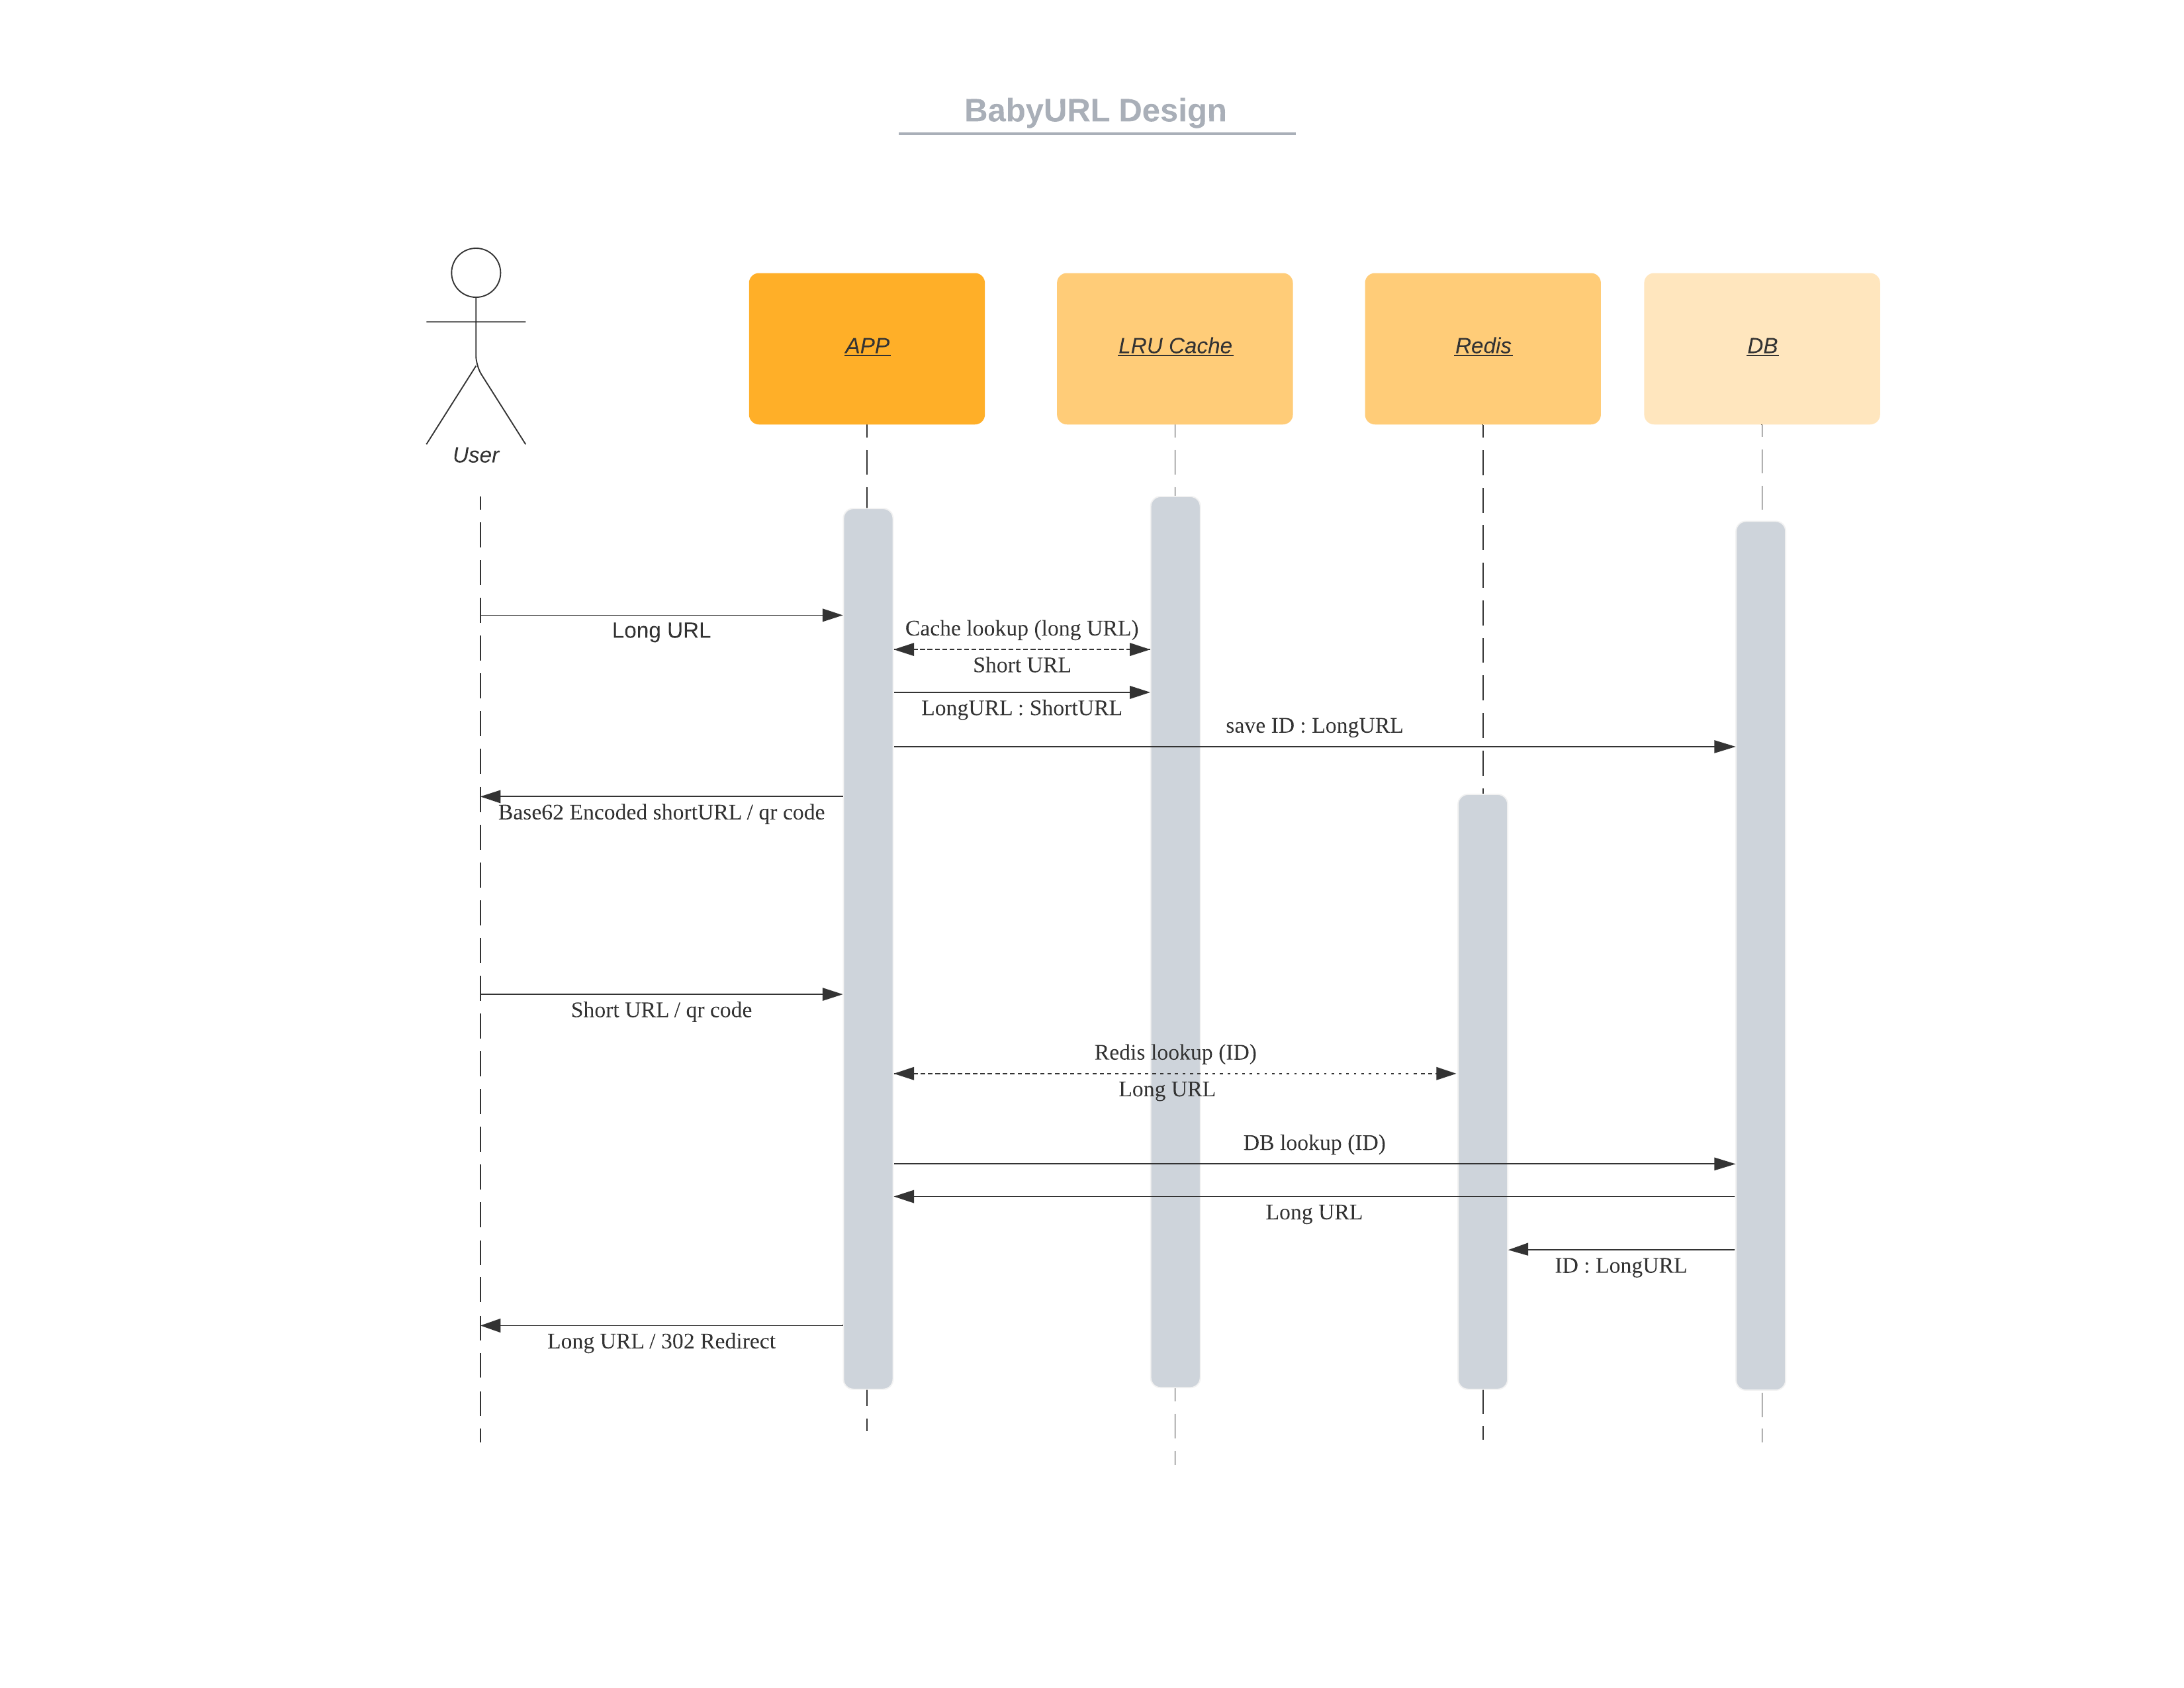 BabyURL Design
APP
LRU Cache
Redis
DB
User
Long URL
Cache lookup (long URL)
Short URL
LongURL : ShortURL
save ID : LongURL
Base62 Encoded shortURL / qr code
Short URL / qr code
Redis lookup (ID)
Long URL
DB lookup (ID)
Long URL
ID : LongURL
Long URL / 302 Redirect